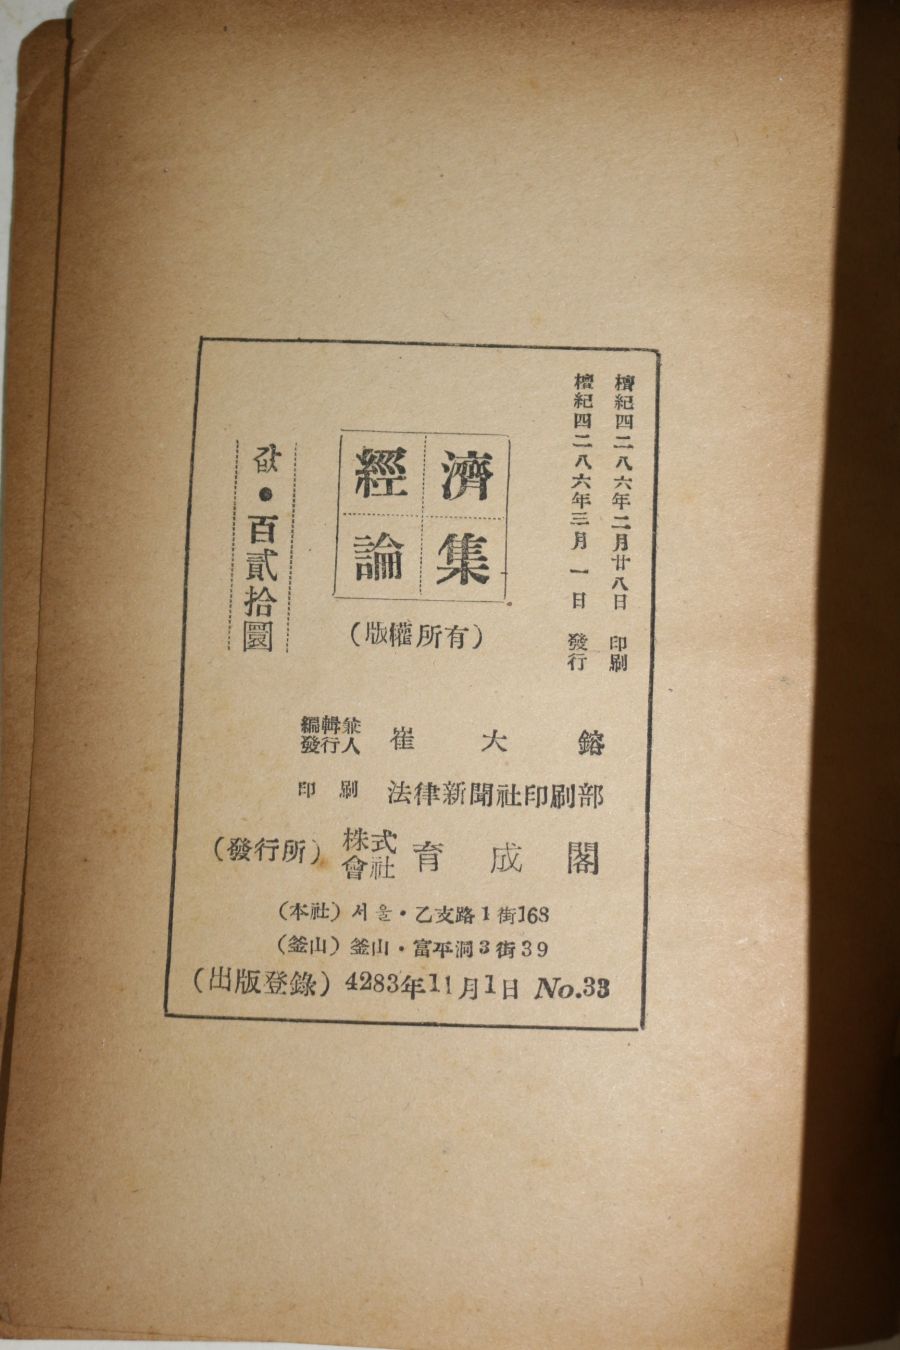 檀紀四二八六年二月廿八日 印刷
檀紀四二八六年三月一日 發行
經濟
論集
(版權所有)
값•百貳拾圜
編輯兼
發行人 崔大鎔
印刷 法律新聞社印刷部
(發行所) 株式會社 育成閣
(本社) 서울・乙支路1街168
(釜山) 釜山・富平洞3街39
(出版登錄) 4283年11月1日 No.33